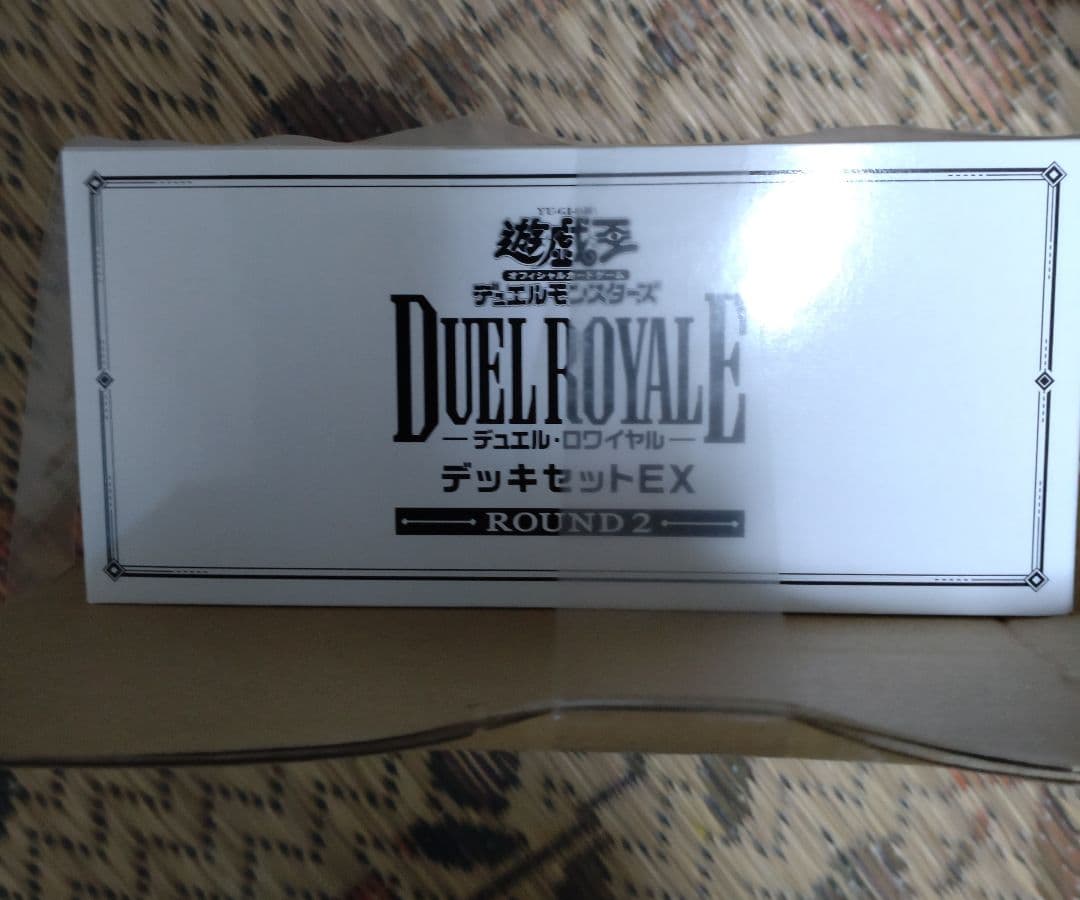 YU-GI-OH!
遊戯王
オフィシャルカードゲーム
デュエルモンスターズ
DUEL ROYALE
デュエル・ロワイヤル
デッキセットEX
ROUND 2